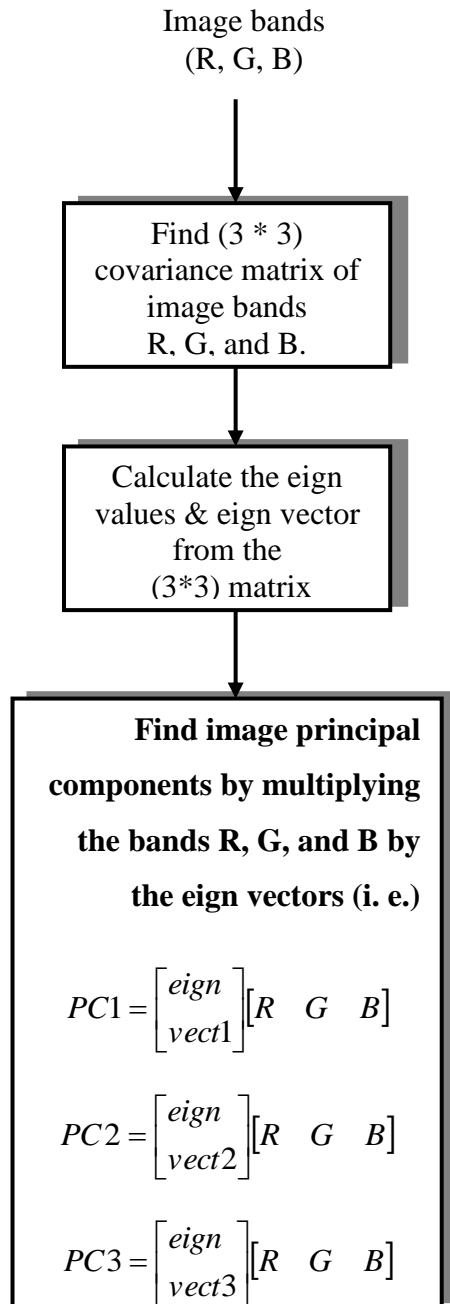 Image bands
(R, G, B)
Find (3 * 3)
covariance matrix of
image bands
R, G, and B.
Calculate the eign
values & eign vector
from the
(3*3) matrix
Find image principal
components by multiplying
the bands R, G, and B by
the eign vectors (i. e.)
PC1 = [eign vect1] [R G B]
PC2 = [eign vect2] [R G B]
PC3 = [eign vect3] [R G B]